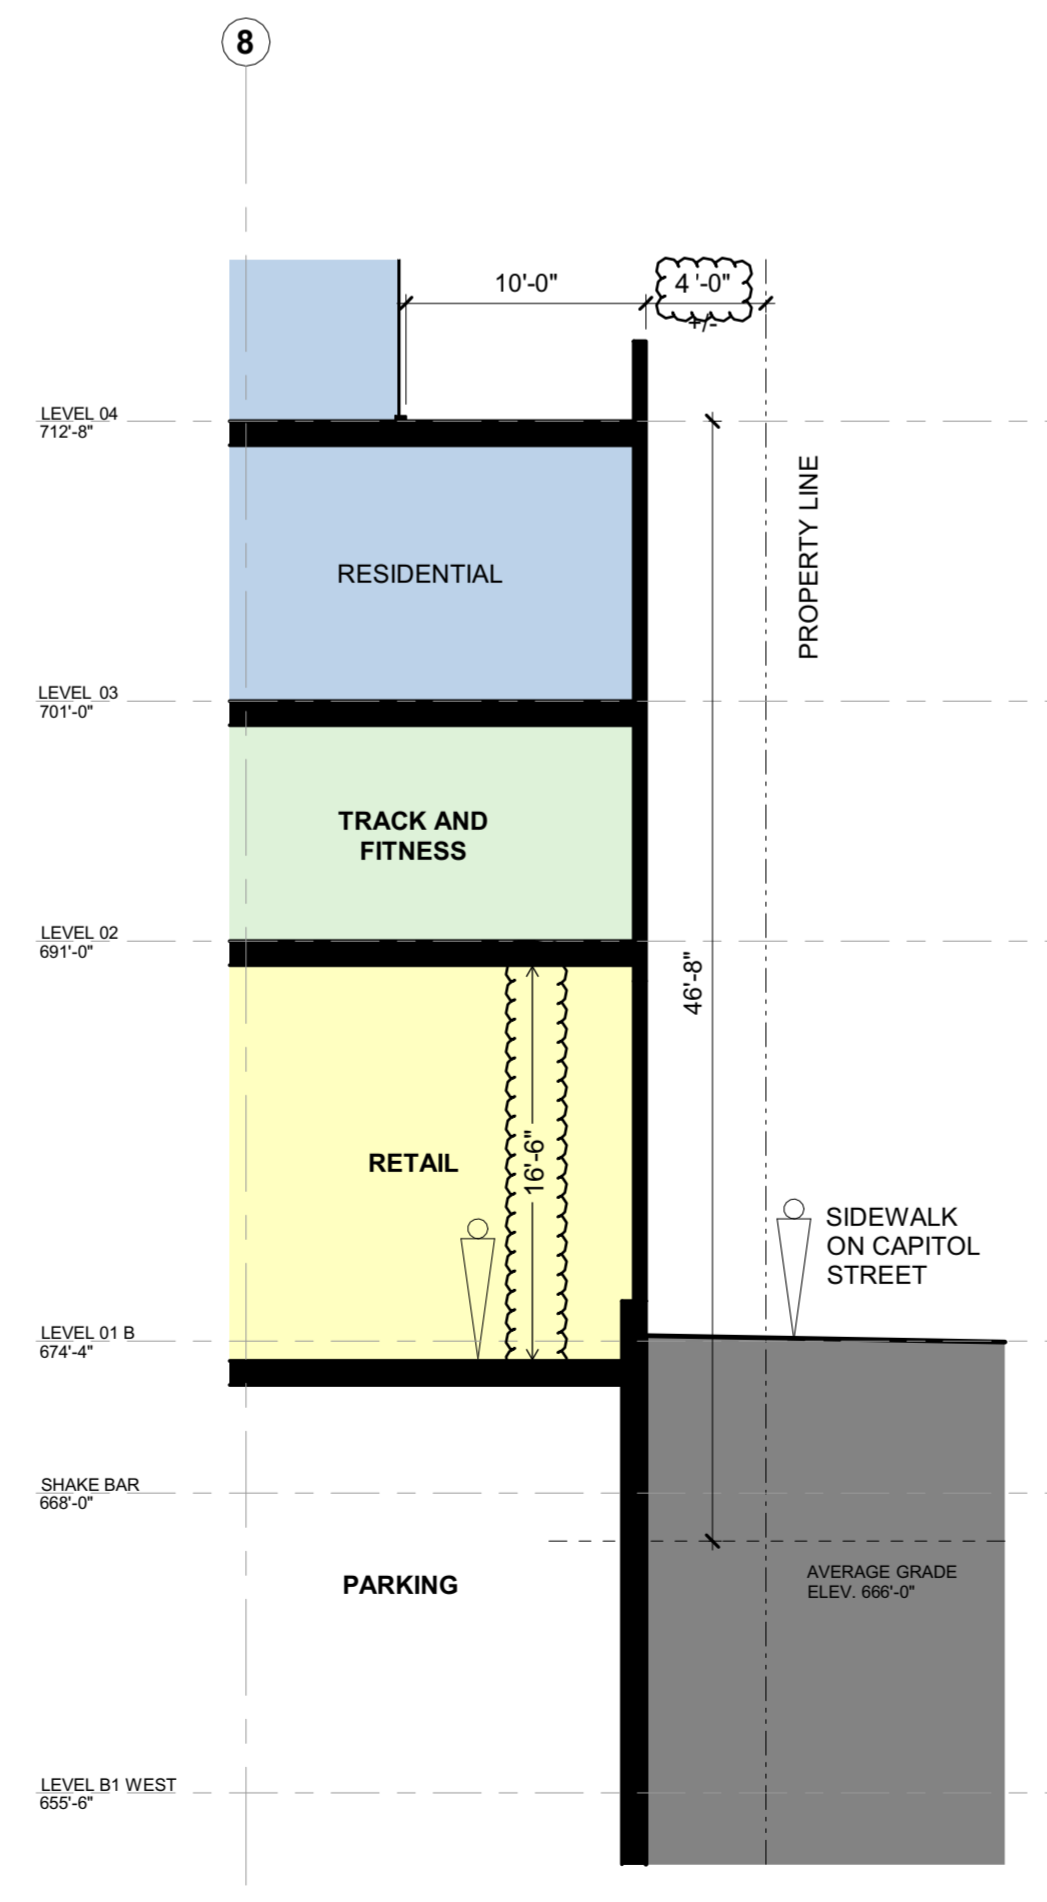 8
10'-0"
4 '-0"
+/-
LEVEL 04
712'-8"
PROPERTY LINE
RESIDENTIAL
LEVEL 03
701'-0"
TRACK AND
FITNESS
LEVEL 02
691'-0"
46'-8"
16'-6"
RETAIL
SIDEWALK
ON CAPITOL
STREET
LEVEL 01 B
674'-4"
SHAKE BAR
668'-0"
AVERAGE GRADE
ELEV. 666'-0"
PARKING
LEVEL B1 WEST
655'-6"